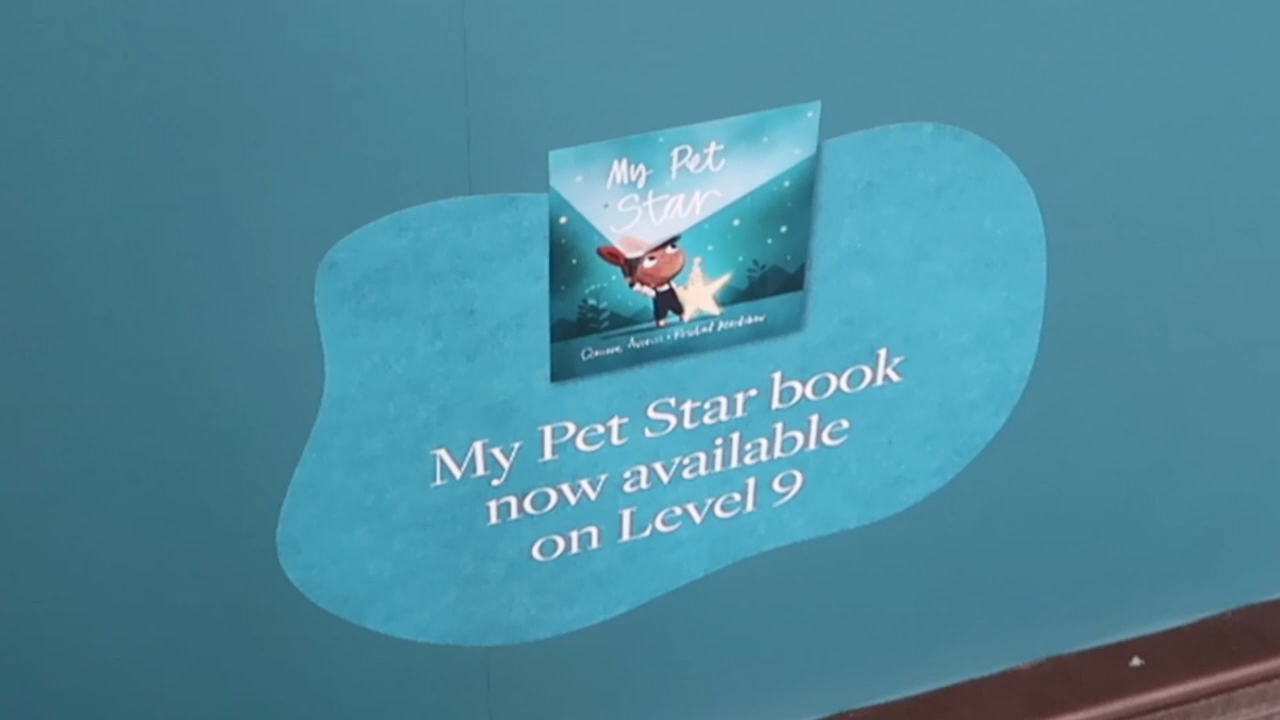 My Pet
Star
My Pet Star book
now available
on Level 9